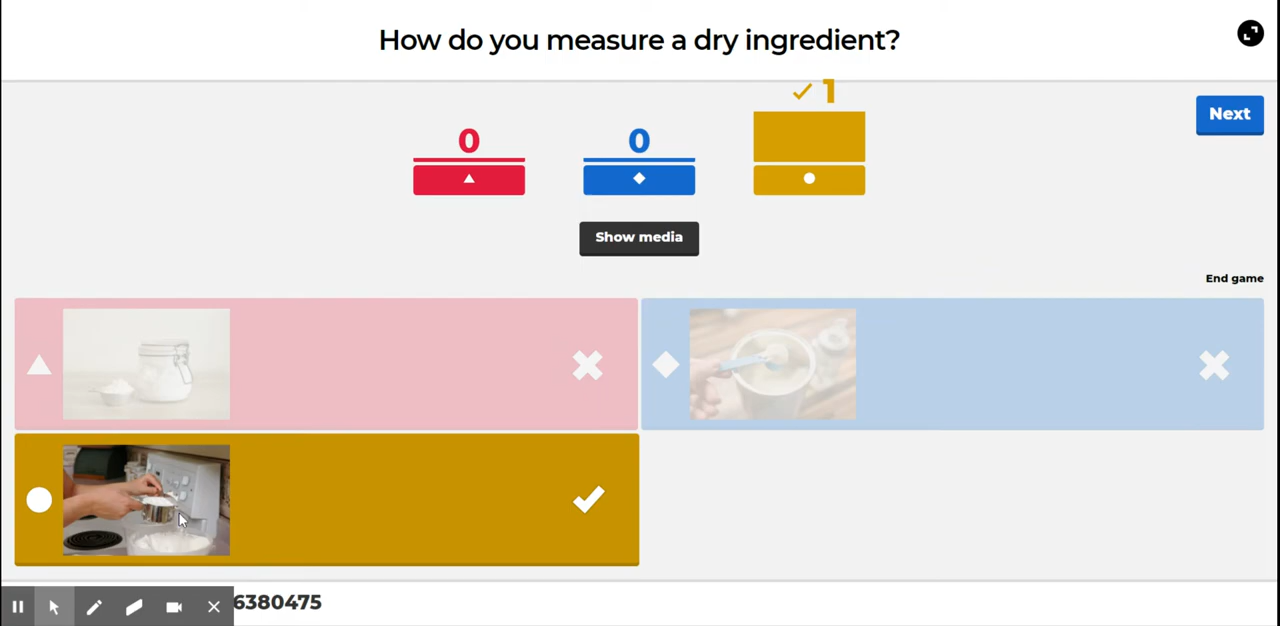 How do you measure a dry ingredient?
1
0
0
Next
Show media
End game
6380475